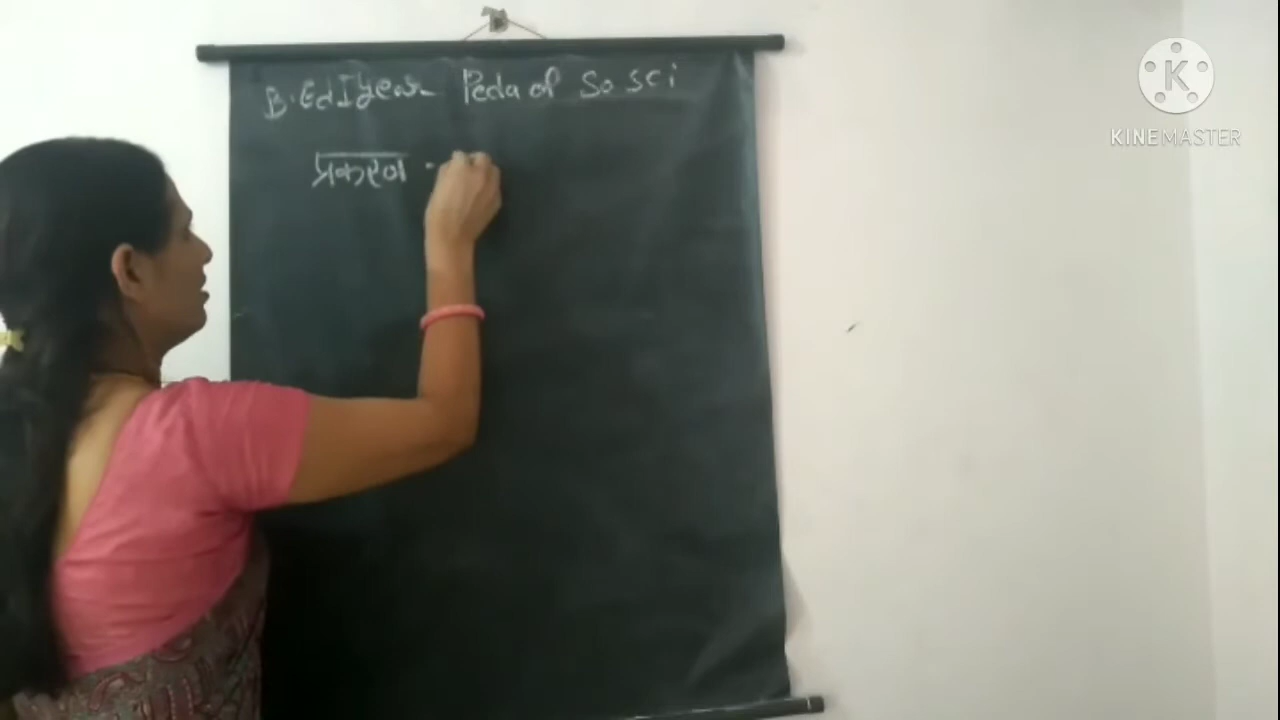 B.Ed I year Peda of So sci
प्रकरण -
KINEMASTER